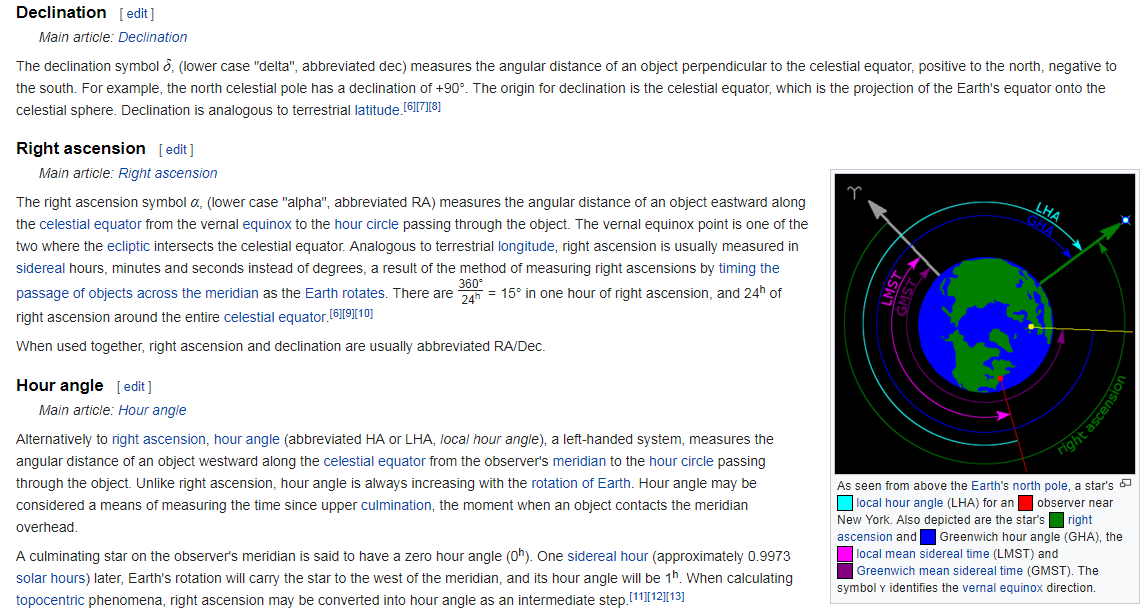 Declination [ edit ]
Main article: Declination
The declination symbol δ, (lower case "delta", abbreviated dec) measures the angular distance of an object perpendicular to the celestial equator, positive to the north, negative to
the south. For example, the north celestial pole has a declination of +90°. The origin for declination is the celestial equator, which is the projection of the Earth's equator onto the
celestial sphere. Declination is analogous to terrestrial latitude.[6][7][8]
Right ascension [ edit ]
Main article: Right ascension
The right ascension symbol α, (lower case "alpha", abbreviated RA) measures the angular distance of an object eastward along
the celestial equator from the vernal equinox to the hour circle passing through the object. The vernal equinox point is one of the
two where the ecliptic intersects the celestial equator. Analogous to terrestrial longitude, right ascension is usually measured in
sidereal hours, minutes and seconds instead of degrees, a result of the method of measuring right ascensions by timing the
passage of objects across the meridian as the Earth rotates. There are 360°/24ʰ = 15° in one hour of right ascension, and 24ʰ of
right ascension around the entire celestial equator.[6][9][10]
When used together, right ascension and declination are usually abbreviated RA/Dec.
Hour angle [ edit ]
Main article: Hour angle
Alternatively to right ascension, hour angle (abbreviated HA or LHA, local hour angle), a left-handed system, measures the
angular distance of an object westward along the celestial equator from the observer's meridian to the hour circle passing
through the object. Unlike right ascension, hour angle is always increasing with the rotation of Earth. Hour angle may be
considered a means of measuring the time since upper culmination, the moment when an object contacts the meridian
overhead.
A culminating star on the observer's meridian is said to have a zero hour angle (0ʰ). One sidereal hour (approximately 0.9973
solar hours) later, Earth's rotation will carry the star to the west of the meridian, and its hour angle will be 1ʰ. When calculating
topocentric phenomena, right ascension may be converted into hour angle as an intermediate step.[11][12][13]
♈
LHA
GHA
LMST
GMST
right ascension
As seen from above the Earth's north pole, a star's
local hour angle (LHA) for an observer near
New York. Also depicted are the star's right
ascension and Greenwich hour angle (GHA), the
local mean sidereal time (LMST) and
Greenwich mean sidereal time (GMST). The
symbol ʏ identifies the vernal equinox direction.